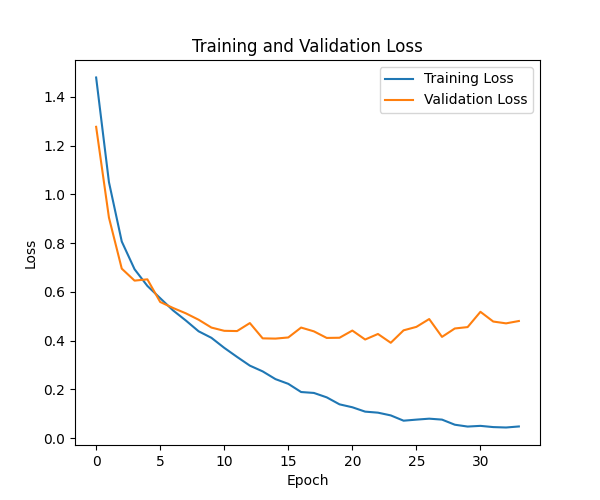 Training and Validation Loss
Training Loss
Validation Loss
Loss
1.4
1.2
1.0
0.8
0.6
0.4
0.2
0.0
0 5 10 15 20 25 30
Epoch